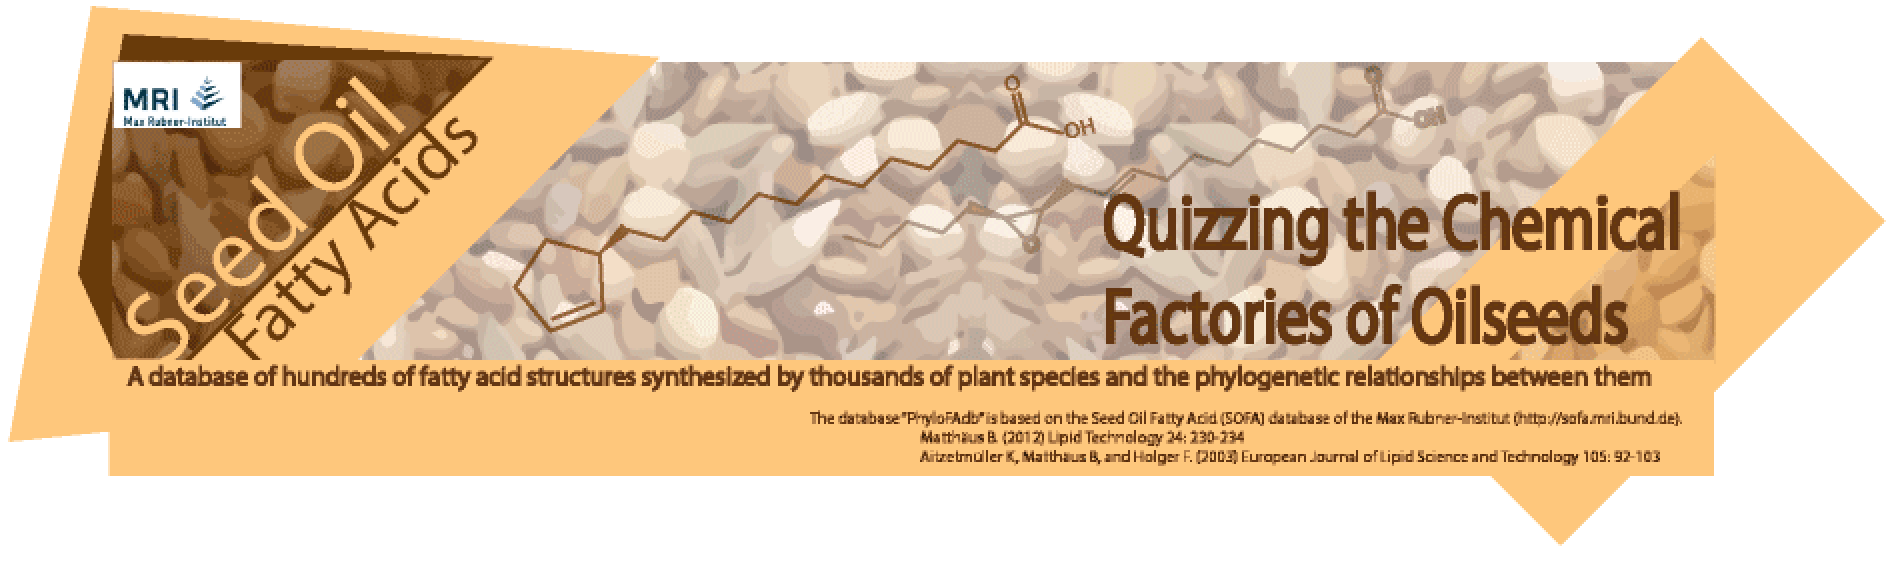 MRI
Max Rubner-Institut
Seed Oil
Fatty Acids
O
OH
O
OH
O
Quizzing the Chemical
Factories of Oilseeds
A database of hundreds of fatty acid structures synthesized by thousands of plant species and the phylogenetic relationships between them
The database "PhyloFAdb" is based on the Seed Oil Fatty Acid (SOFA) database of the Max Rubner-Institut (http://sofa.mri.bund.de).
Matthäus B. (2012) Lipid Technology 24: 230-234
Aitzetmüller K, Matthäus B, and Holger F. (2003) European Journal of Lipid Science and Technology 105: 92-103